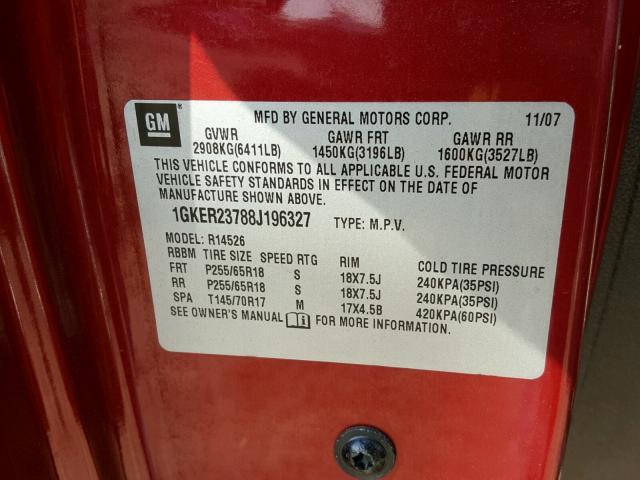 GM ® MFD BY GENERAL MOTORS CORP. 11/07
GVWR GAWR FRT GAWR RR
2908KG(6411LB) 1450KG(3196LB) 1600KG(3527LB)
THIS VEHICLE CONFORMS TO ALL APPLICABLE U.S. FEDERAL MOTOR
VEHICLE SAFETY STANDARDS IN EFFECT ON THE DATE OF
MANUFACTURE SHOWN ABOVE.
1GKER23788J196327 TYPE: M.P.V.
MODEL: R14526
RBBM TIRE SIZE SPEED RTG RIM COLD TIRE PRESSURE
FRT P255/65R18 S 18X7.5J 240KPA(35PSI)
RR P255/65R18 S 18X7.5J 240KPA(35PSI)
SPA T145/70R17 M 17X4.5B 420KPA(60PSI)
SEE OWNER'S MANUAL i FOR MORE INFORMATION.